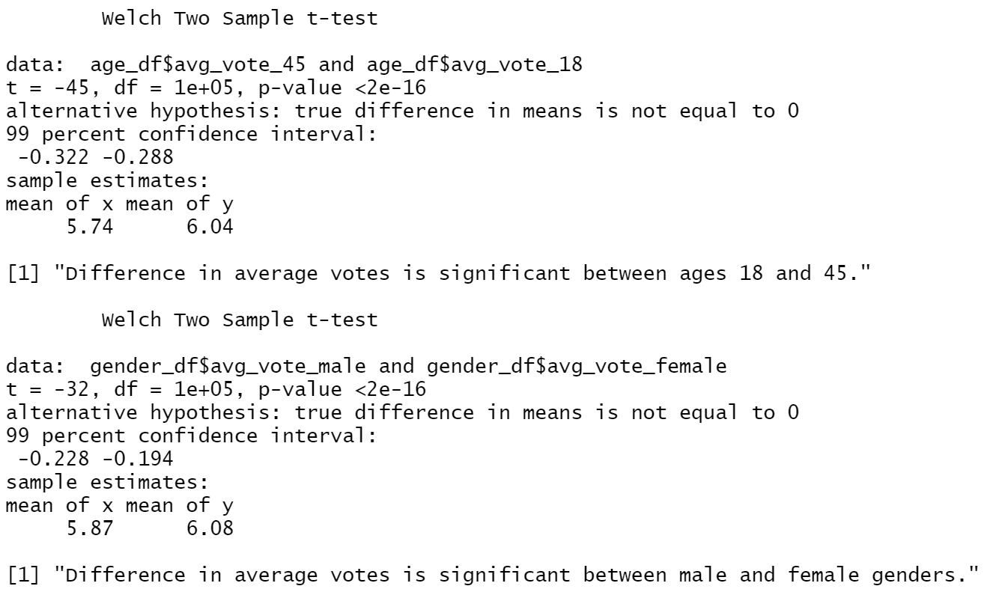 Welch Two Sample t-test
data:  age_df$avg_vote_45 and age_df$avg_vote_18
t = -45, df = 1e+05, p-value <2e-16
alternative hypothesis: true difference in means is not equal to 0
99 percent confidence interval:
 -0.322 -0.288
sample estimates:
mean of x mean of y
     5.74      6.04
[1] "Difference in average votes is significant between ages 18 and 45."
Welch Two Sample t-test
data:  gender_df$avg_vote_male and gender_df$avg_vote_female
t = -32, df = 1e+05, p-value <2e-16
alternative hypothesis: true difference in means is not equal to 0
99 percent confidence interval:
 -0.228 -0.194
sample estimates:
mean of x mean of y
     5.87      6.08
[1] "Difference in average votes is significant between male and female genders."